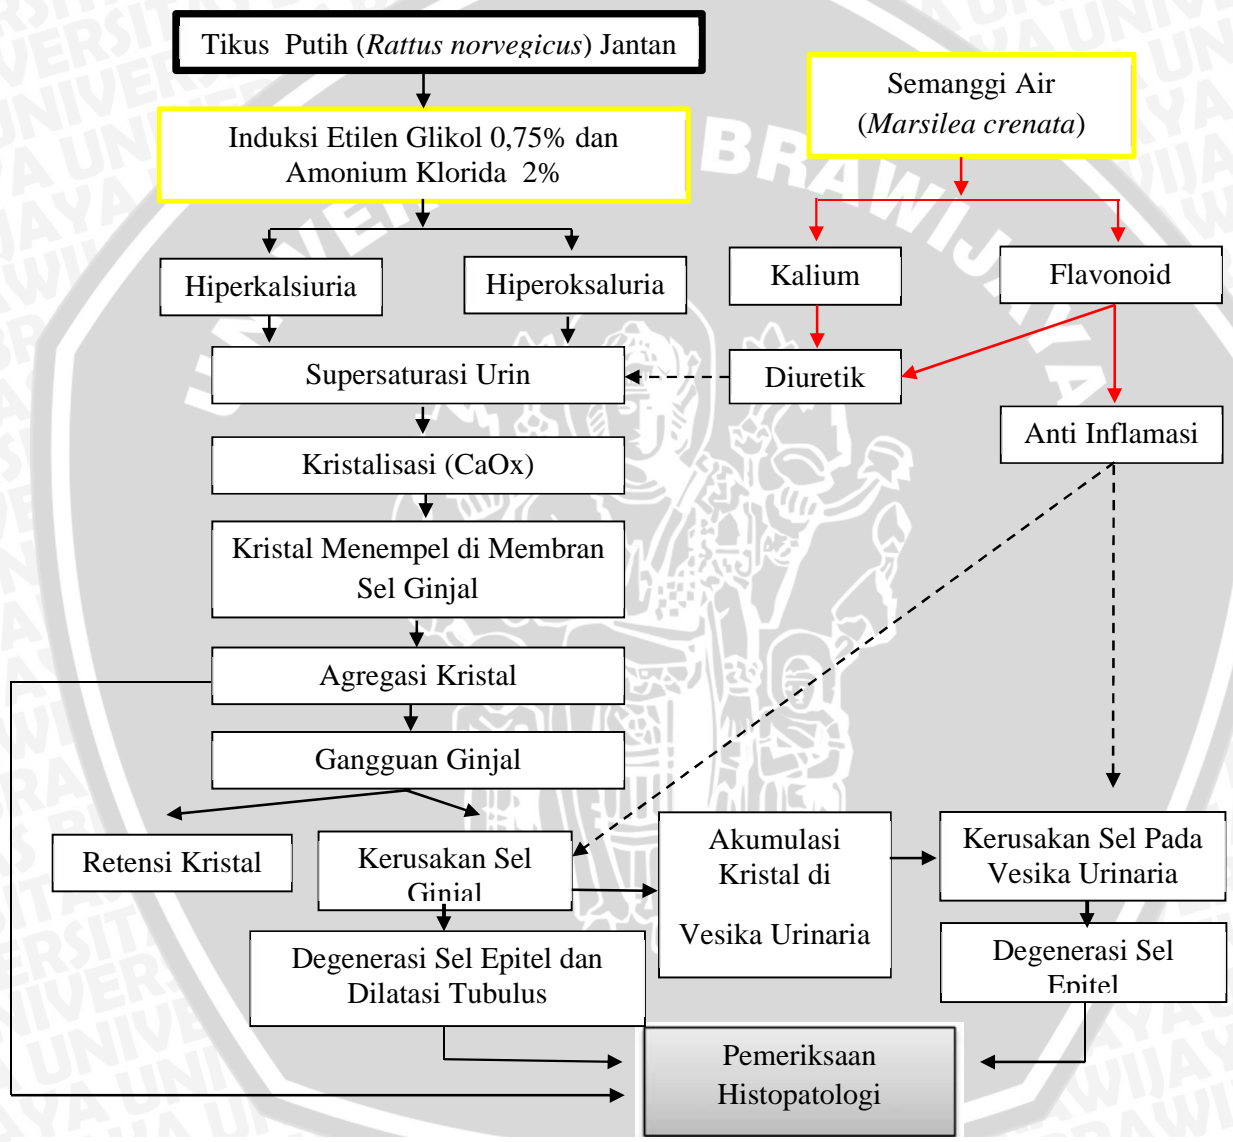 Tikus Putih (Rattus norvegicus) Jantan
Semanggi Air
(Marsilea crenata)
Induksi Etilen Glikol 0,75% dan
Amonium Klorida 2%
Hiperkalsiuria
Hiperoksaluria
Kalium
Flavonoid
Supersaturasi Urin
Diuretik
Anti Inflamasi
Kristalisasi (CaOx)
Kristal Menempel di Membran
Sel Ginjal
Agregasi Kristal
Gangguan Ginjal
Retensi Kristal
Kerusakan Sel
Ginjal
Akumulasi
Kristal di
Vesika Urinaria
Kerusakan Sel Pada
Vesika Urinaria
Degenerasi Sel Epitel dan
Dilatasi Tubulus
Degenerasi Sel
Epitel
Pemeriksaan
Histopatologi
UNIVERSITAS BRAWIJAYA